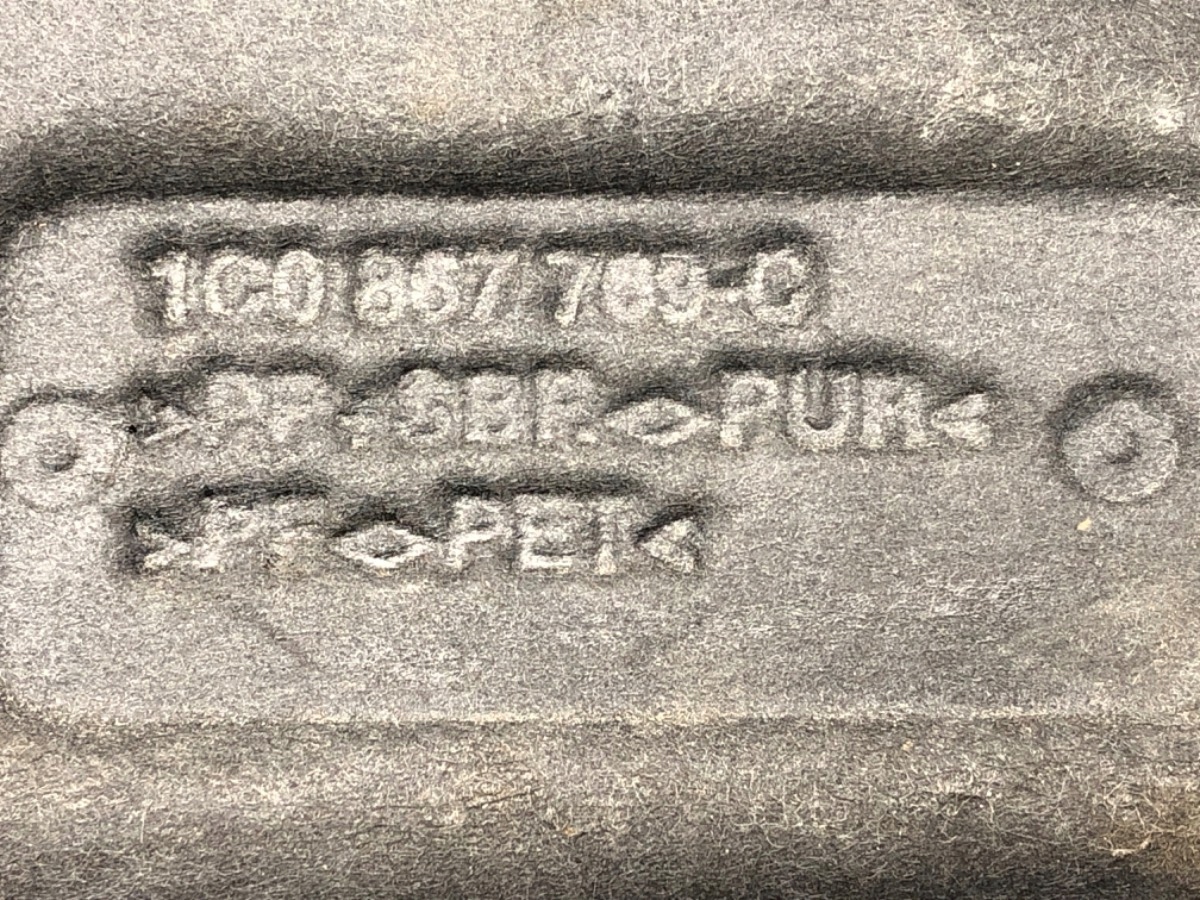 1C0 867 769-C
>PP+SBR<>PUR<
>PP<>PET<